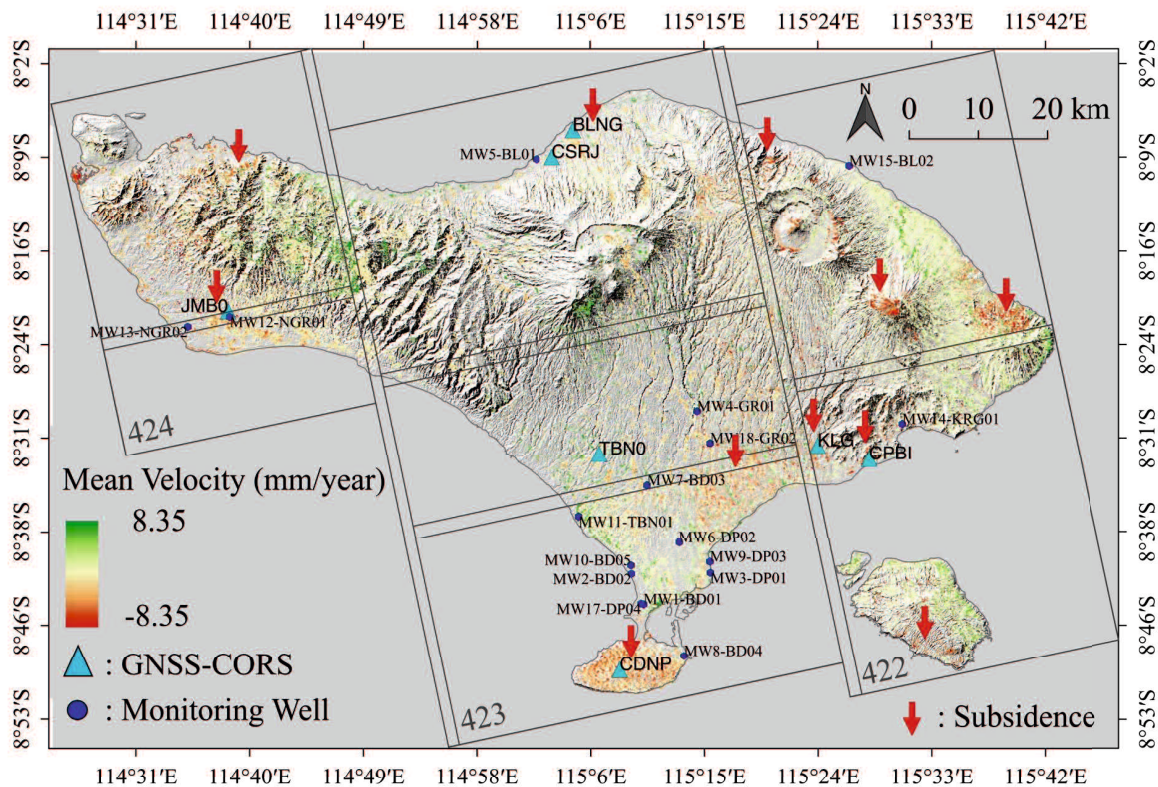 114°31′E 114°40′E 114°49′E 114°58′E 115°6′E 115°15′E 115°24′E 115°33′E 115°42′E
8°2′S 8°2′S
N
0 10 20 km
BLNG
MW5-BL01 CSRJ
8°9′S 8°9′S
MW15-BL02
8°16′S 8°16′S
JMB0
MW12-NGR01
MW13-NGR02
8°24′S 8°24′S
MW4-GR01
MW14-KRG01
424
8°31′S 8°31′S
MW18-GR02
KLG
TBN0
CPBI
Mean Velocity (mm/year)
MW7-BD03
8.35
MW11-TBN01
8°38′S 8°38′S
MW6-DP02
MW10-BD05 MW9-DP03
MW2-BD02 MW3-DP01
MW17-DP04 MW1-BD01
-8.35
8°46′S 8°46′S
MW8-BD04
: GNSS-CORS
CDNP
422
: Monitoring Well
423
: Subsidence
8°53′S 8°53′S
114°31′E 114°40′E 114°49′E 114°58′E 115°6′E 115°15′E 115°24′E 115°33′E 115°42′E